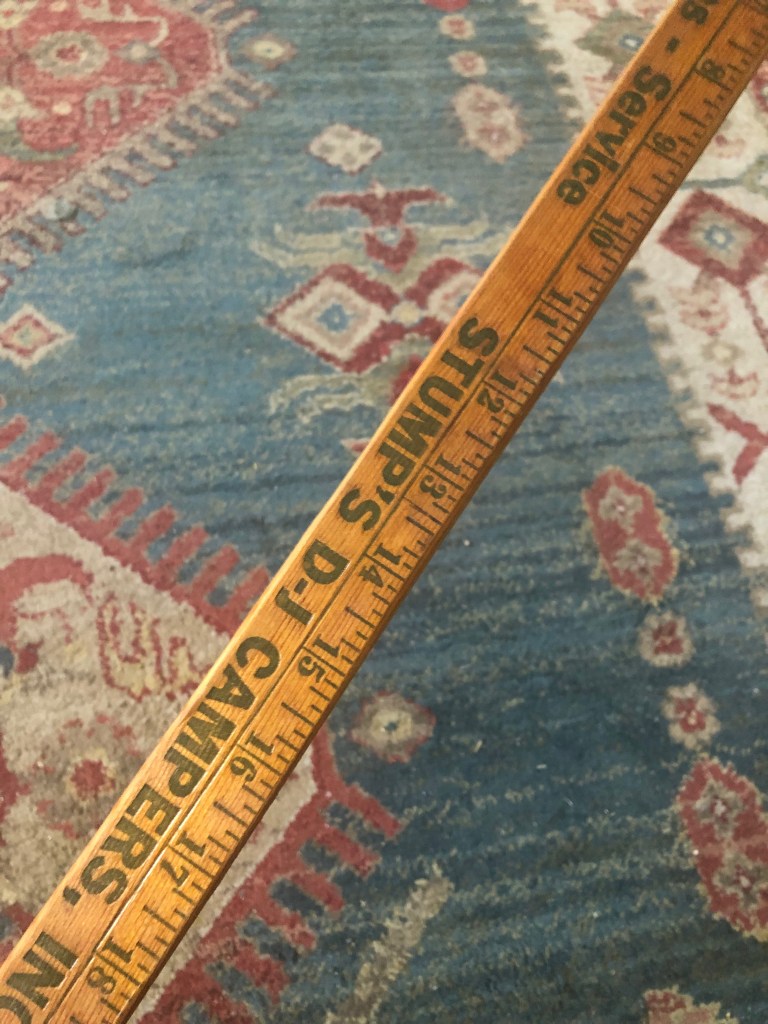 - Service
STUMP'S D-J CAMPERS, INC
8 9 10 11 12 13 14 15 16 17 18